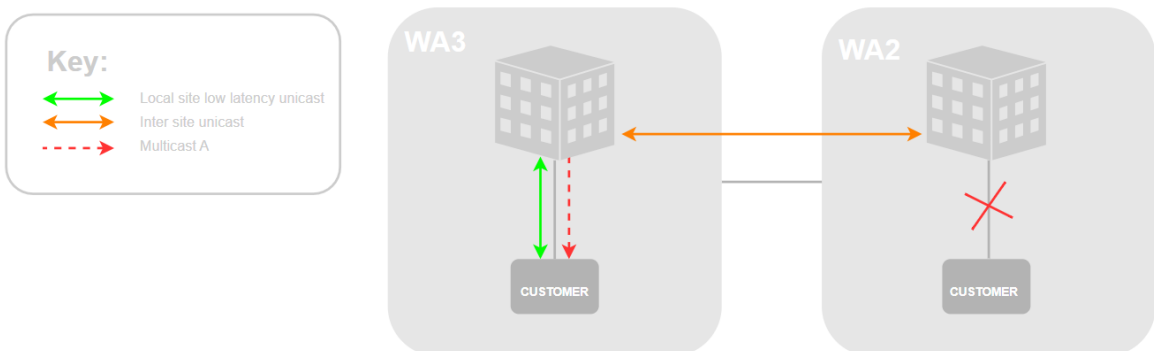 Key:
Local site low latency unicast
Inter site unicast
Multicast A
WA3
WA2
CUSTOMER
CUSTOMER